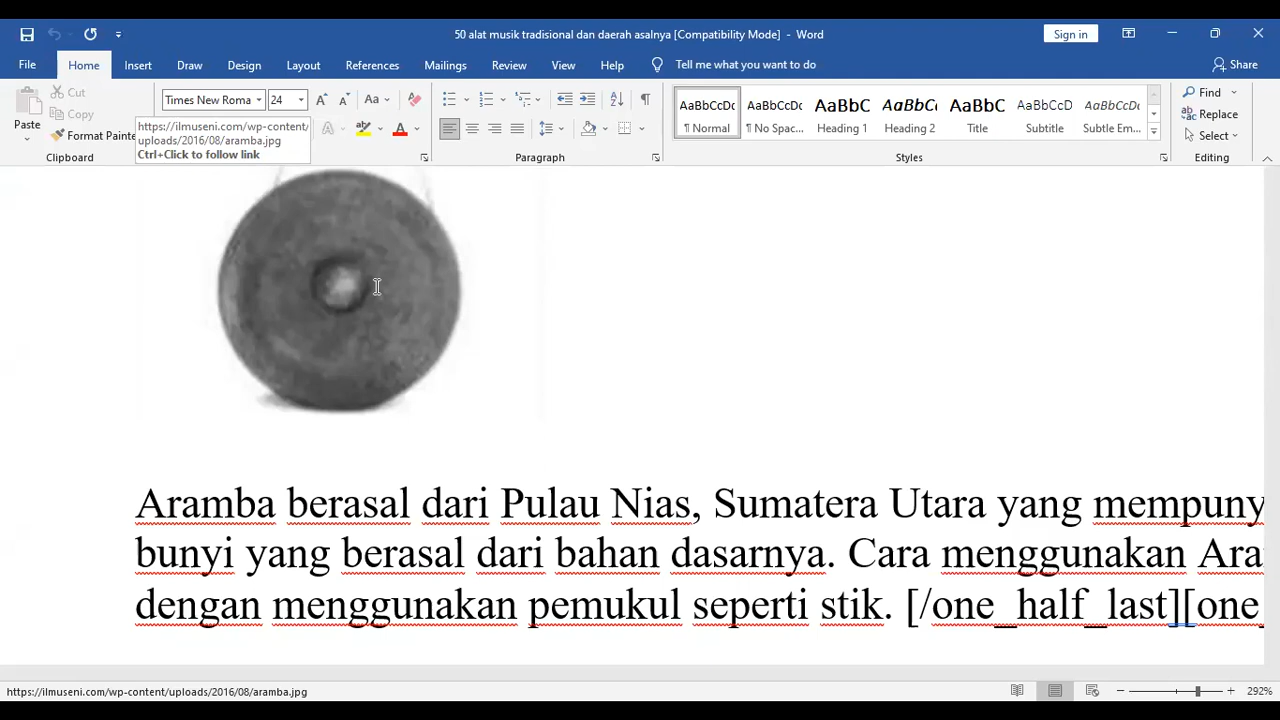 50 alat musik tradisional dan daerah asalnya [Compatibility Mode] - Word
Sign in
File Home Insert Draw Design Layout References Mailings Review View Help Tell me what you want to do Share
Cut
Copy
Format Painte
Paste
Clipboard
https://ilmuseni.com/wp-content/
uploads/2016/08/aramba.jpg
Ctrl+Click to follow link
Times New Roma 24
Paragraph
AaBbCcDc AaBbCcDc AaBbC AaBbCc AaBbC AaBbCcD AaBbCcDc
¶ Normal ¶ No Spac... Heading 1 Heading 2 Title Subtitle Subtle Em...
Styles
Find
Replace
Select
Editing
Aramba berasal dari Pulau Nias, Sumatera Utara yang mempuny
bunyi yang berasal dari bahan dasarnya. Cara menggunakan Ara
dengan menggunakan pemukul seperti stik. [/one_half_last][one_
https://ilmuseni.com/wp-content/uploads/2016/08/aramba.jpg
292%